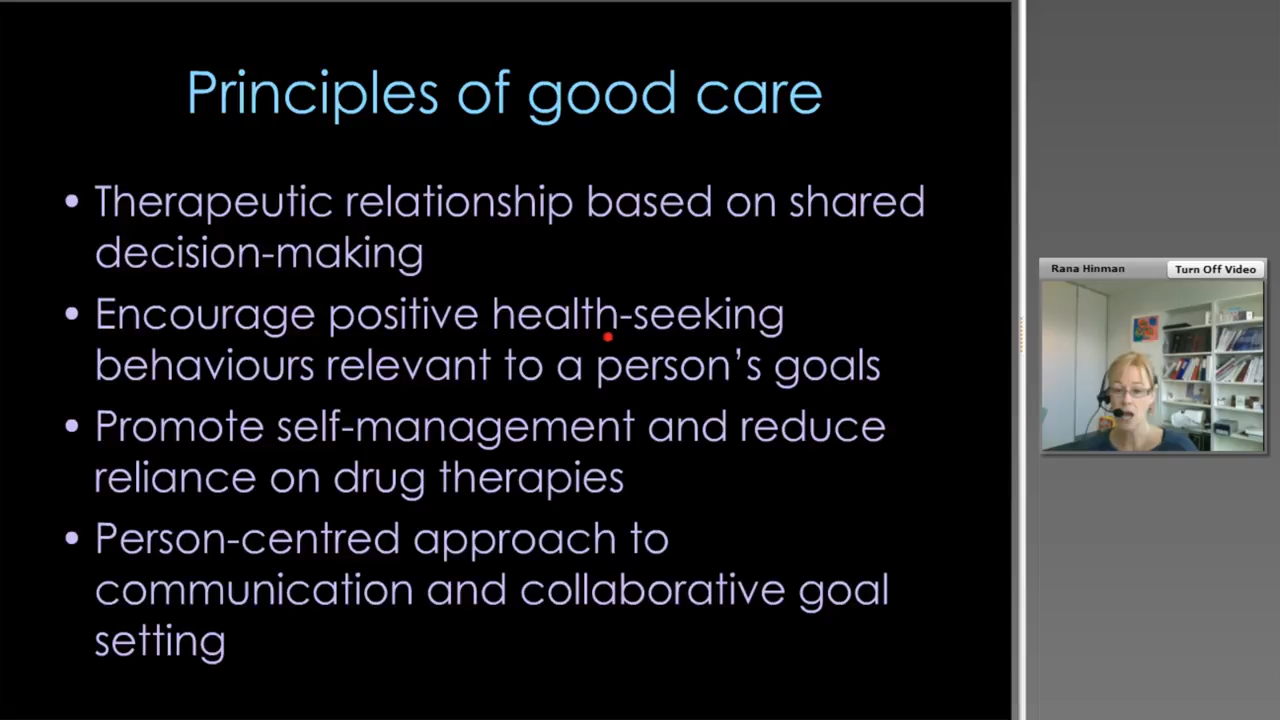 Principles of good care
• Therapeutic relationship based on shared
decision-making
• Encourage positive health-seeking
behaviours relevant to a person’s goals
• Promote self-management and reduce
reliance on drug therapies
• Person-centred approach to
communication and collaborative goal
setting
Rana Hinman
Turn Off Video